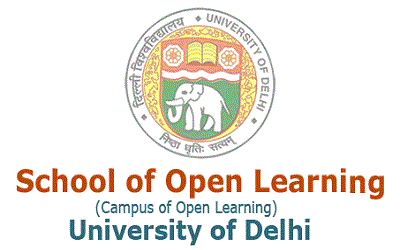 दिल्ली विश्वविद्यालय
UNIVERSITY OF DELHI
निष्ठा धृतिः सत्यम्
School of Open Learning
(Campus of Open Learning)
University of Delhi